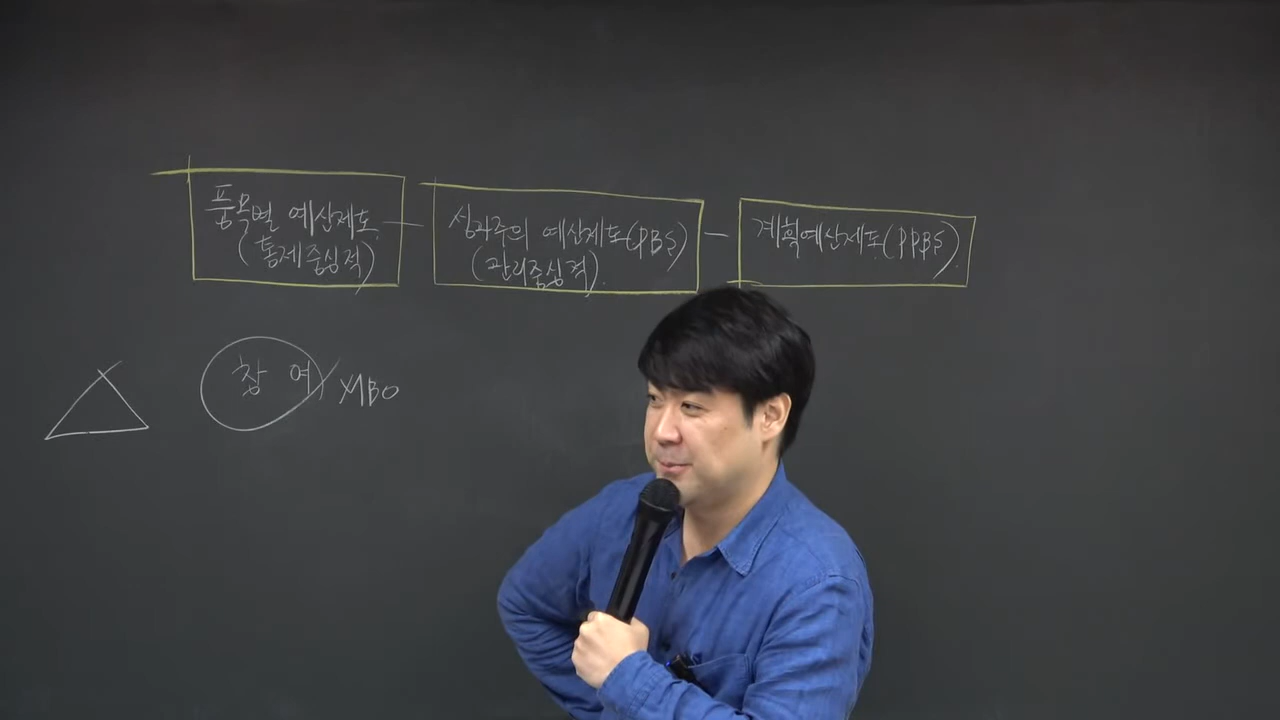 품목별 예산제도
(통제중심적)
성과주의 예산제도(PBS)
(관리중심적)
계획예산제도(PPBS)
참여
MBO